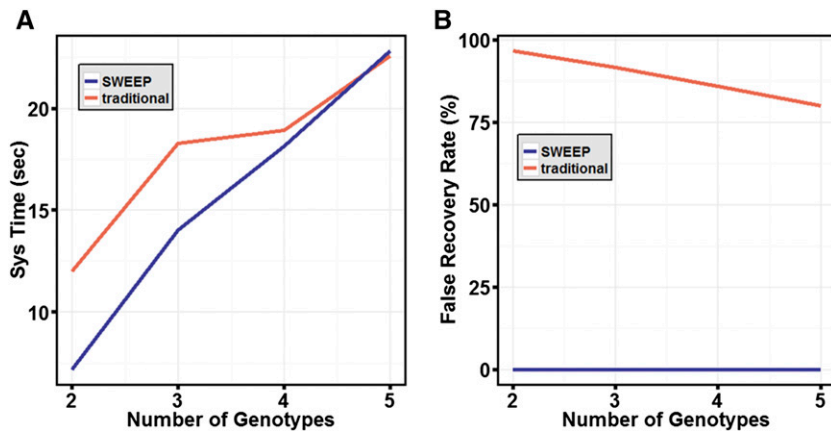 A
SWEEP
traditional
Sys Time (sec)
20
15
10
2 3 4 5
Number of Genotypes
B
SWEEP
traditional
False Recovery Rate (%)
100
75
50
25
0
2 3 4 5
Number of Genotypes